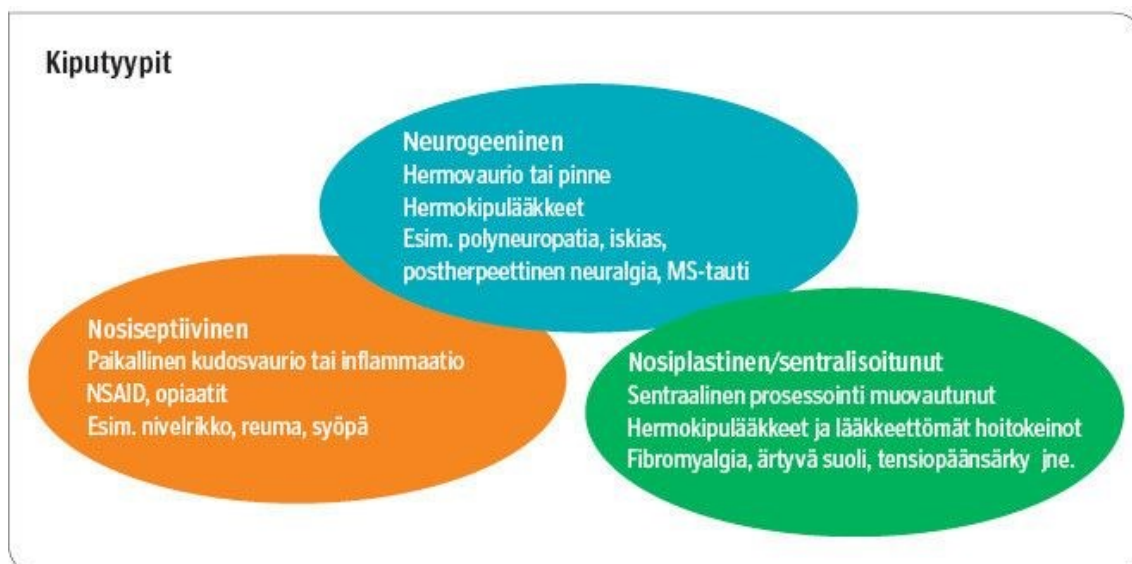 Kiputyypit
Neurogeeninen
Hermovaurio tai pinne
Hermokipulääkkeet
Esim. polyneuropatia, iskias,
postherpeettinen neuralgia, MS-tauti
Nosiseptiivinen
Paikallinen kudosvaurio tai inflammaatio
NSAID, opiaatit
Esim. nivelrikko, reuma, syöpä
Nosiplastinen/sentralisoitunut
Sentraalinen prosessointi muovautunut
Hermokipulääkkeet ja lääkkeettömät hoitokeinot
Fibromyalgia, ärtyvä suoli, tensiopäänsärky jne.